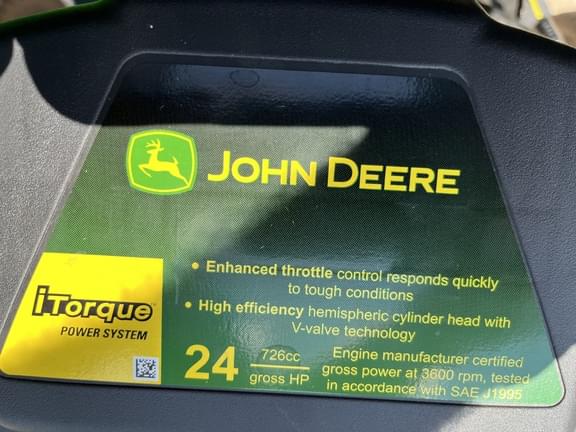 JOHN DEERE
• Enhanced throttle control responds quickly
to tough conditions
• High efficiency hemispheric cylinder head with
V-valve technology
iTorque
POWER SYSTEM
24
726cc
gross HP
Engine manufacturer certified
gross power at 3600 rpm, tested
in accordance with SAE J1995